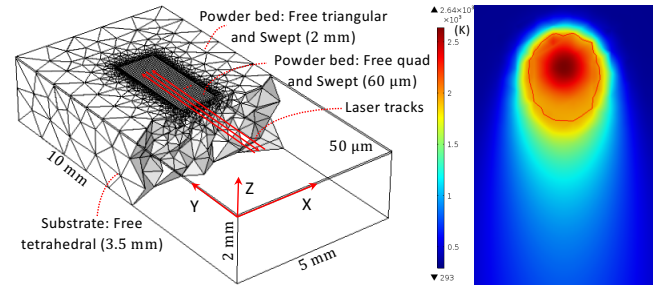 Powder bed: Free triangular
and Swept (2 mm)
Powder bed: Free quad
and Swept (60 μm)
Laser tracks
50 μm
10 mm
Z
Y
X
Substrate: Free
tetrahedral (3.5 mm)
2 mm
5 mm
▲ 2.64×10³
×10³
(K)
2.5
2
1.5
1
0.5
▼ 293